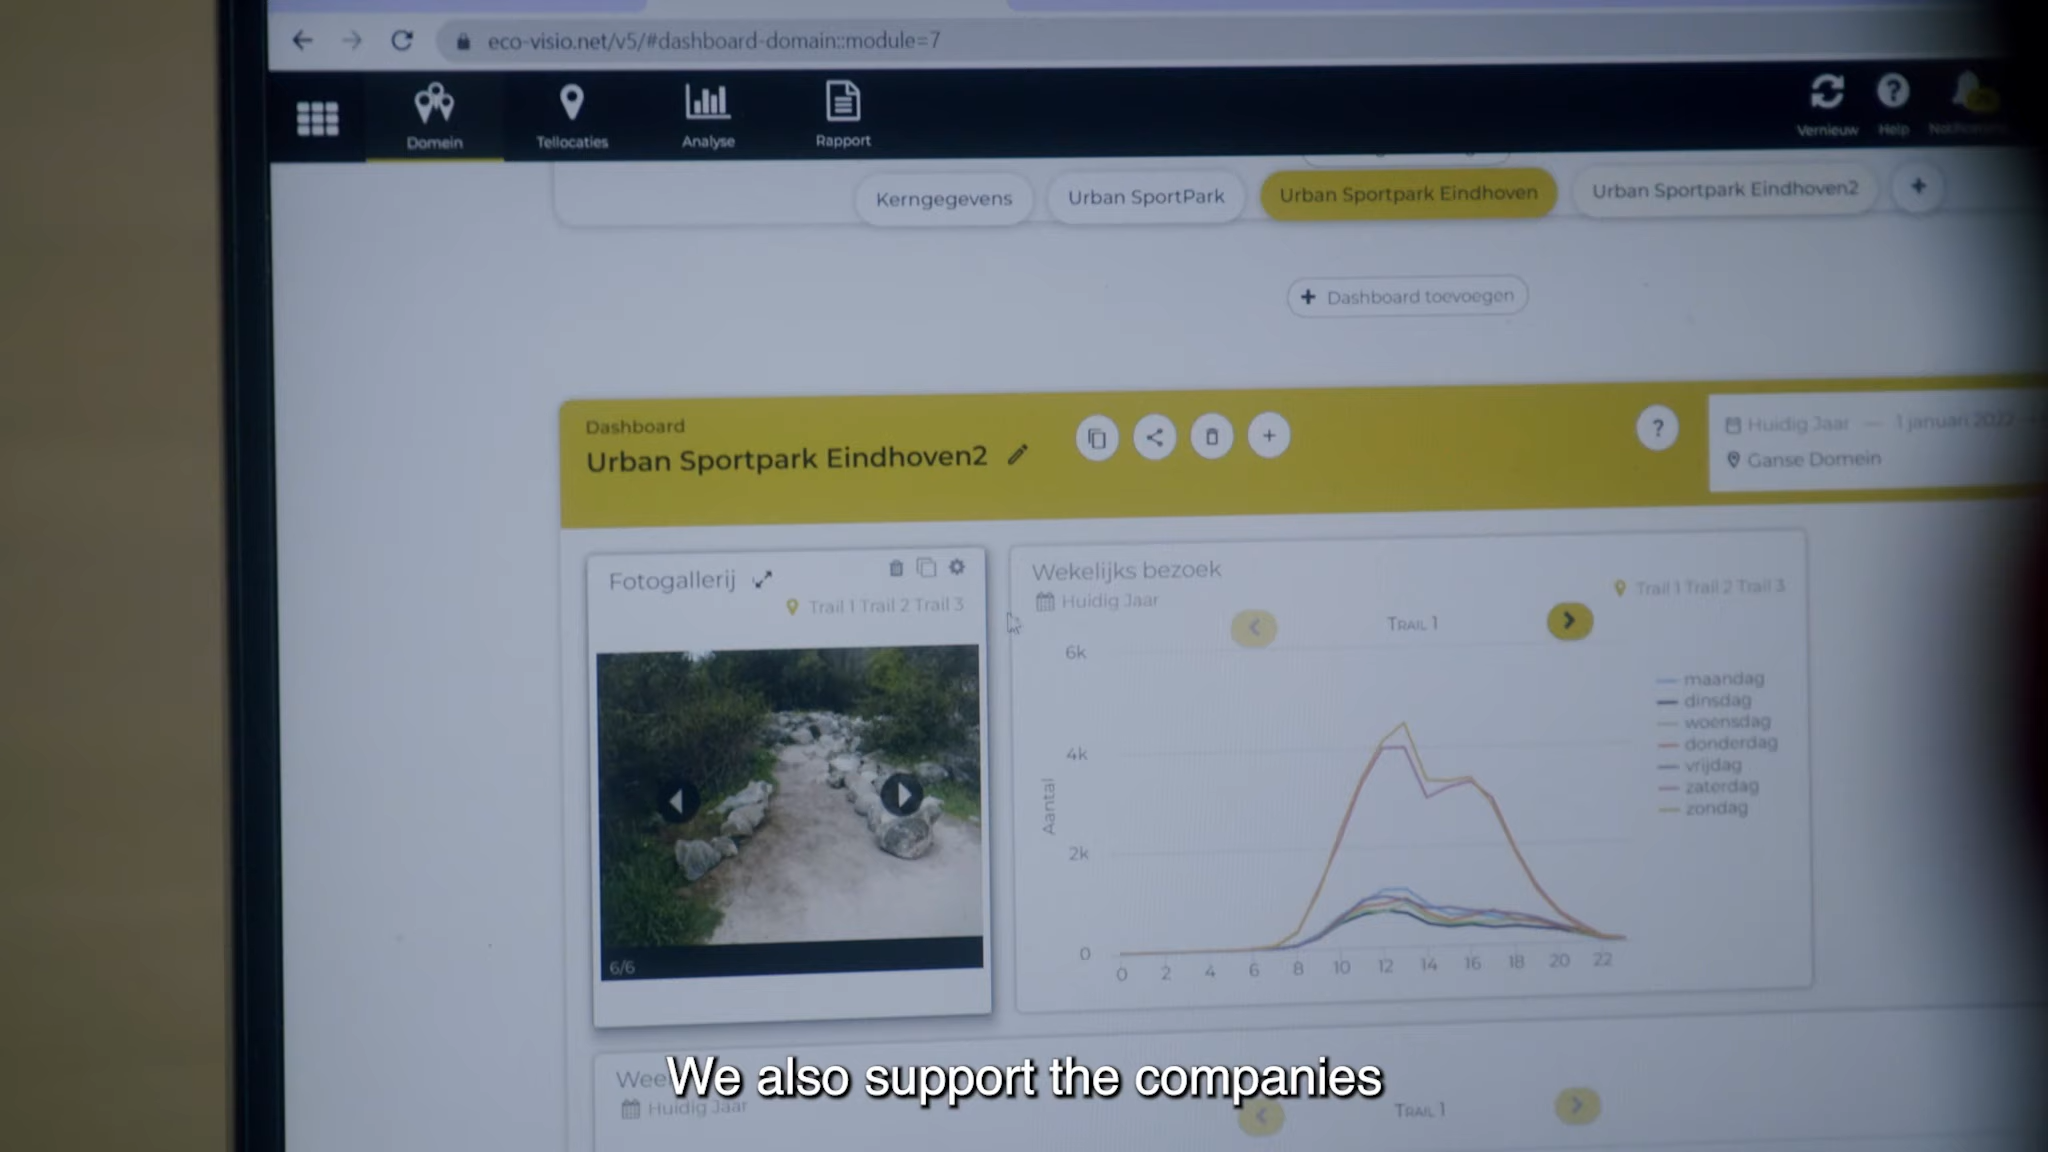 eco-visio.net/v5/#dashboard-domain::module=7
Domein
Tellocaties
Analyse
Rapport
Vernieuw
Help
Kerngegevens
Urban SportPark
Urban Sportpark Eindhoven
Urban Sportpark Eindhoven2
+
+ Dashboard toevoegen
Dashboard
Urban Sportpark Eindhoven2
?
Huidig Jaar — 1 januari 2022
Ganse Domein
Fotogallerij
Trail 1 Trail 2 Trail 3
6/6
Wekelijks bezoek
Huidig Jaar
Trail 1 Trail 2 Trail 3
TRAIL 1
6k
4k
2k
0
Aantal
0 2 4 6 8 10 12 14 16 18 20 22
maandag
dinsdag
woensdag
donderdag
vrijdag
zaterdag
zondag
Huidig Jaar
TRAIL 1
We also support the companies